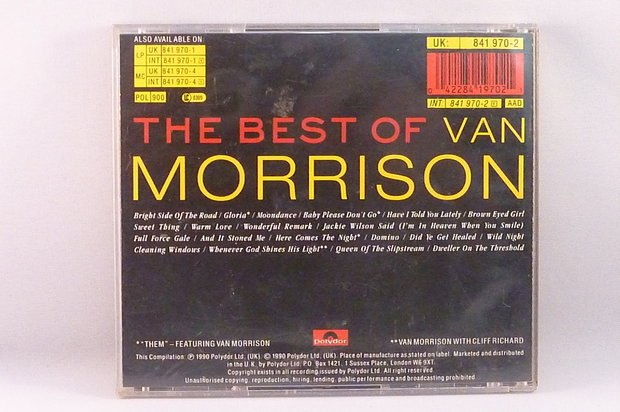 ALSO AVAILABLE ON
LP UK 841 970-1
INT 841 970-1
MC UK 841 970-4
INT 841 970-4
POL 900
UK: 841 970-2
0 42284 19702
INT 841 970-2 AAD
THE BEST OF VAN
MORRISON
Bright Side Of The Road / Gloria* / Moondance / Baby Please Don't Go* / Have I Told You Lately / Brown Eyed Girl
Sweet Thing / Warm Love / Wonderful Remark / Jackie Wilson Said (I'm In Heaven When You Smile)
Full Force Gale / And It Stoned Me / Here Comes The Night* / Domino / Did Ye Get Healed / Wild Night
Cleaning Windows / Whenever God Shines His Light** / Queen Of The Slipstream / Dweller On The Threshold
*"THEM" – FEATURING VAN MORRISON
Polydor
**VAN MORRISON WITH CLIFF RICHARD
This Compilation: Ⓟ 1990 Polydor Ltd. (UK). © 1990 Polydor Ltd. (UK). Place of manufacture as stated on label. Marketed and distributed
in the U.K. by Polydor Ltd. P.O. Box 1421, 1 Sussex Place, London W6 9XT.
Copyright exists in all recording issued by Polydor Ltd. All right reserved.
Unauthorised copying, reproduction, hiring, lending, public performance and broadcasting prohibited